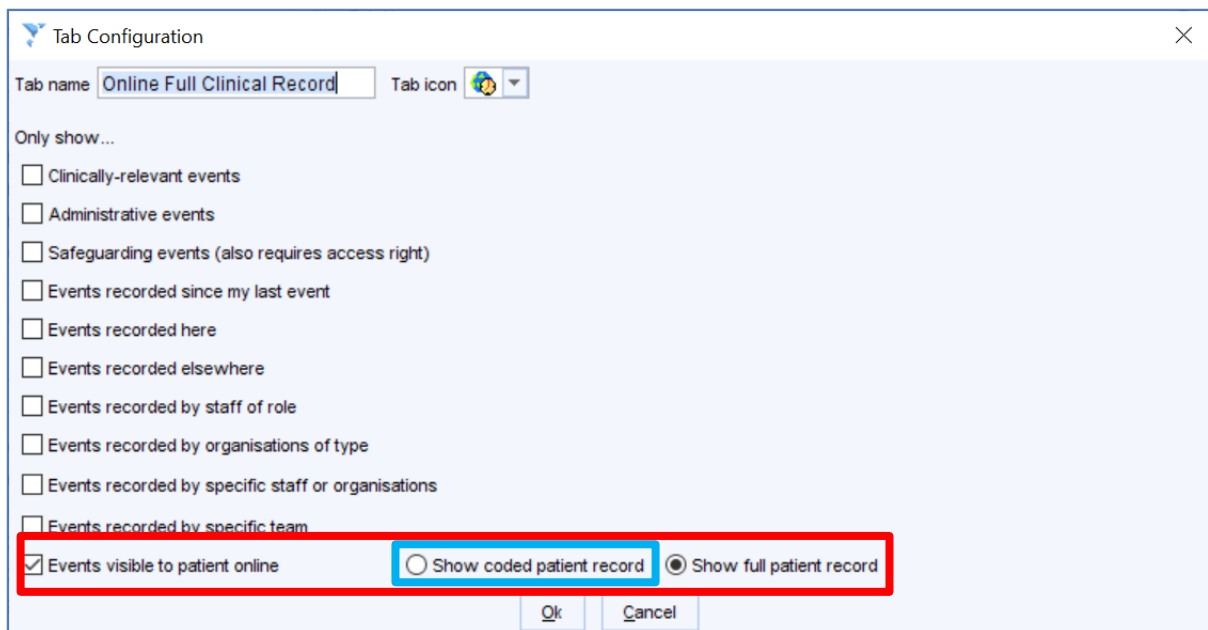 Tab Configuration
Tab name Online Full Clinical Record Tab icon
Only show...
Clinically-relevant events
Administrative events
Safeguarding events (also requires access right)
Events recorded since my last event
Events recorded here
Events recorded elsewhere
Events recorded by staff of role
Events recorded by organisations of type
Events recorded by specific staff or organisations
Events recorded by specific team
Events visible to patient online Show coded patient record Show full patient record
Ok Cancel